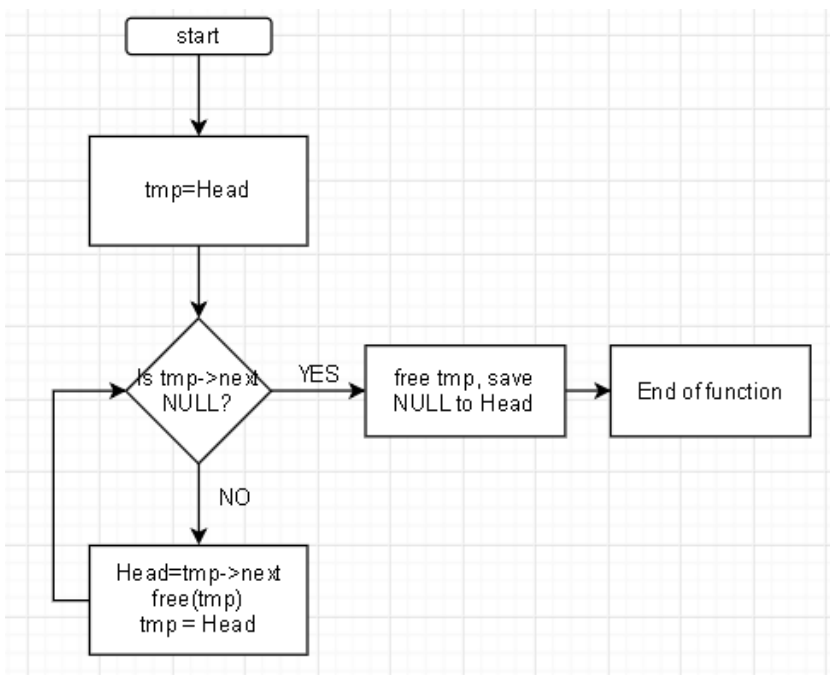 start
tmp=Head
Is tmp->next
NULL?
YES
free tmp, save
NULL to Head
End of function
NO
Head=tmp->next
free(tmp)
tmp = Head